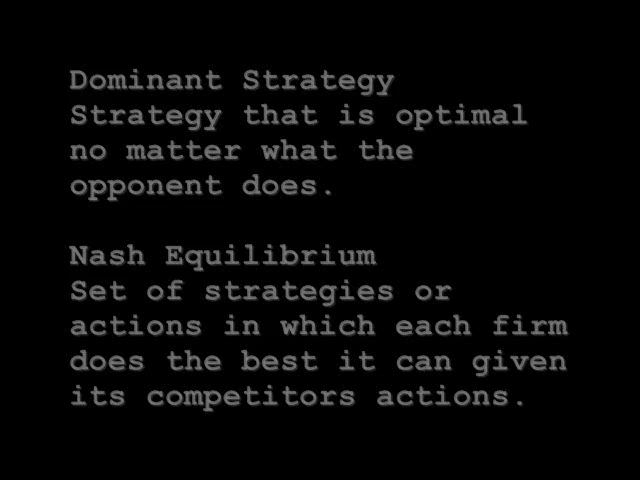 Dominant Strategy
Strategy that is optimal
no matter what the
opponent does.
Nash Equilibrium
Set of strategies or
actions in which each firm
does the best it can given
its competitors actions.